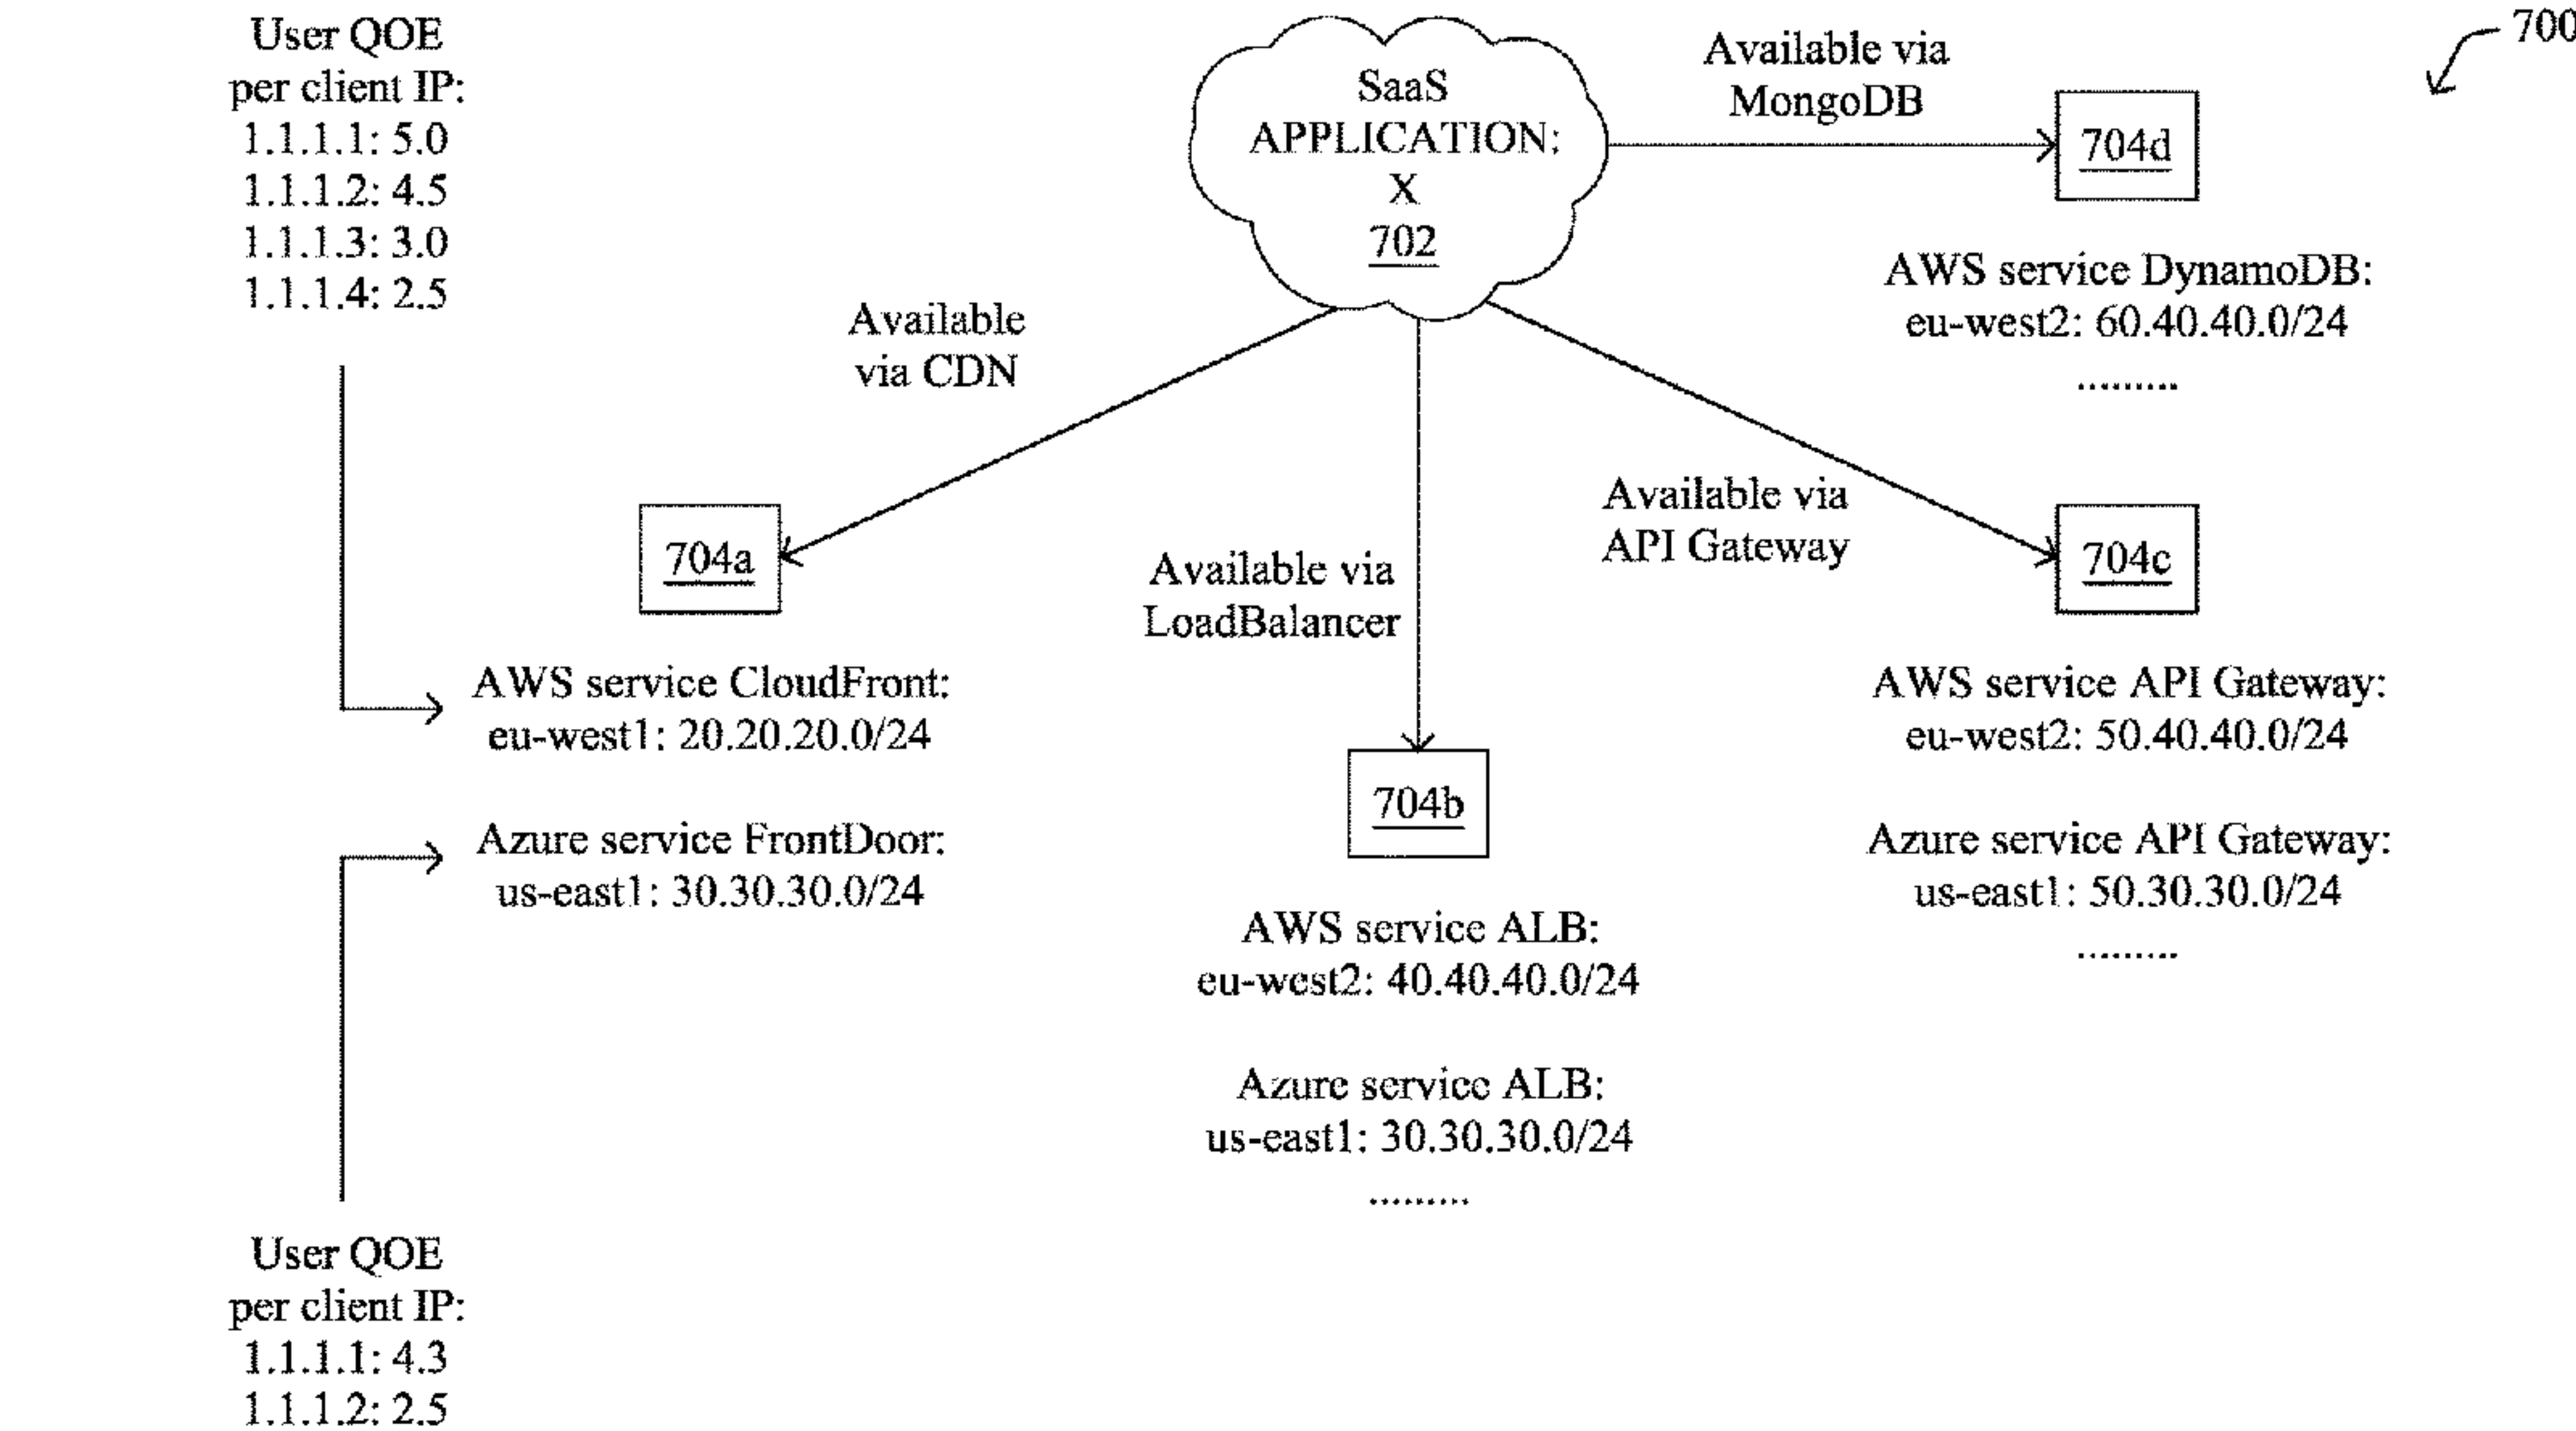 User QOE
per client IP:
1.1.1.1: 5.0
1.1.1.2: 4.5
1.1.1.3: 3.0
1.1.1.4: 2.5
SaaS
APPLICATION:
X
702
Available via
MongoDB
700
704d
AWS service DynamoDB:
eu-west2: 60.40.40.0/24
.........
Available
via CDN
704a
AWS service CloudFront:
eu-west1: 20.20.20.0/24
Azure service FrontDoor:
us-east1: 30.30.30.0/24
Available via
LoadBalancer
704b
AWS service ALB:
eu-west2: 40.40.40.0/24
Azure service ALB:
us-east1: 30.30.30.0/24
.........
Available via
API Gateway
704c
AWS service API Gateway:
eu-west2: 50.40.40.0/24
Azure service API Gateway:
us-east1: 50.30.30.0/24
.........
User QOE
per client IP:
1.1.1.1: 4.3
1.1.1.2: 2.5